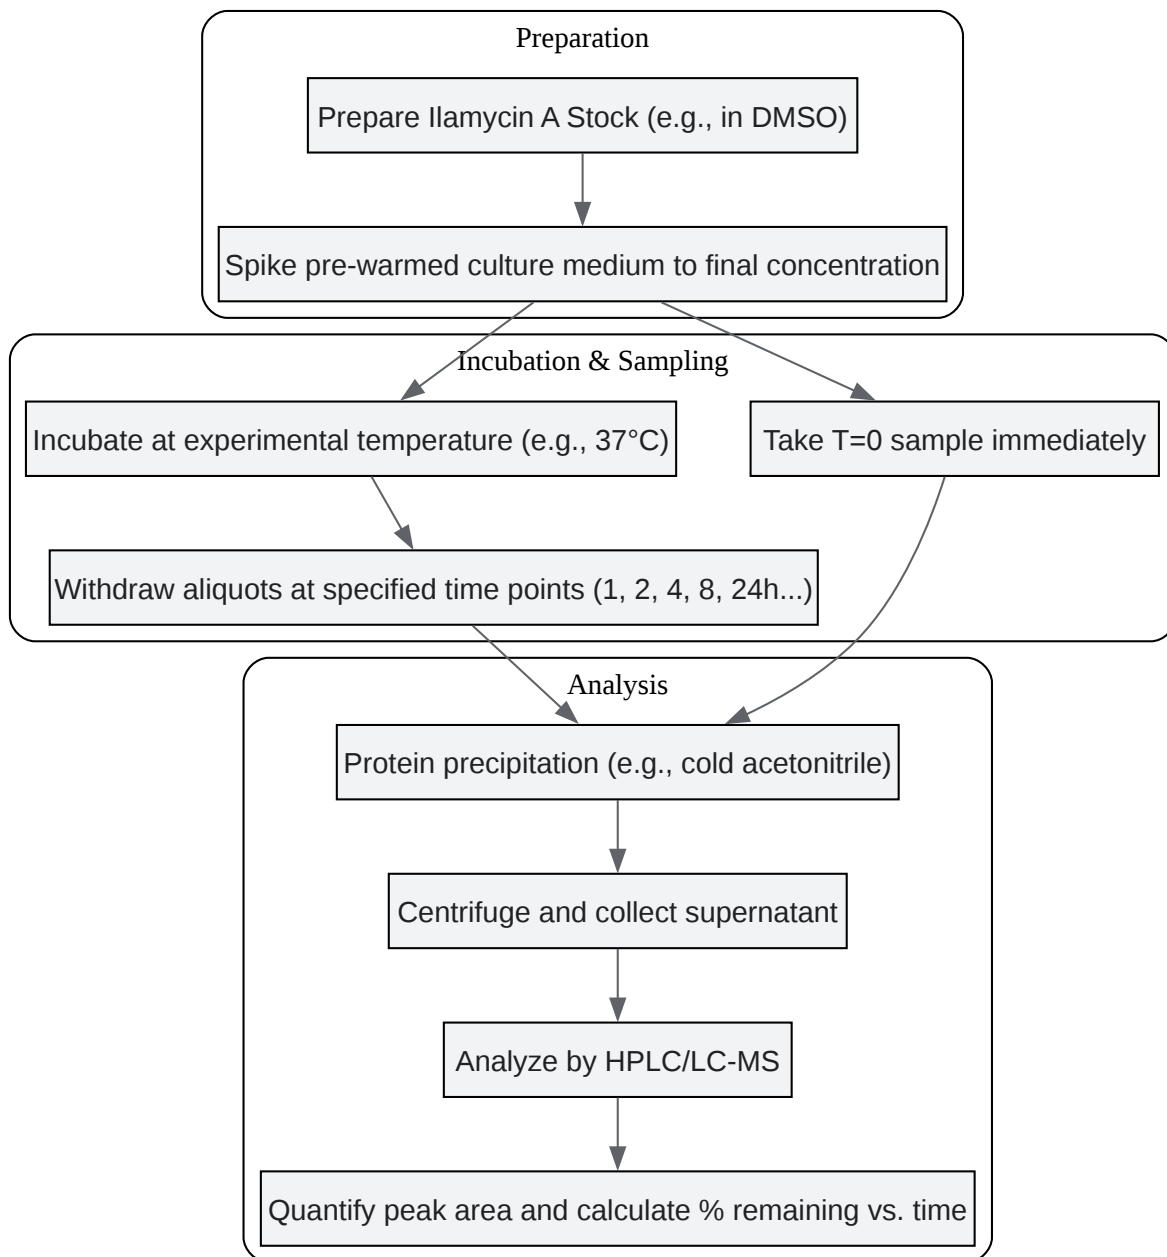 Preparation
Prepare Ilamycin A Stock (e.g., in DMSO)
Spike pre-warmed culture medium to final concentration
Incubation & Sampling
Incubate at experimental temperature (e.g., 37°C)
Take T=0 sample immediately
Withdraw aliquots at specified time points (1, 2, 4, 8, 24h...)
Analysis
Protein precipitation (e.g., cold acetonitrile)
Centrifuge and collect supernatant
Analyze by HPLC/LC-MS
Quantify peak area and calculate % remaining vs. time